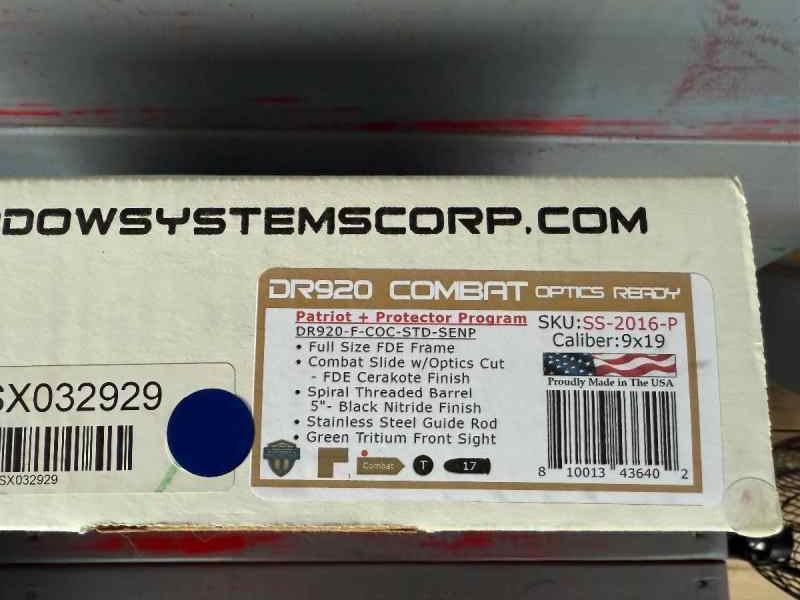 DOWSYSTEMSCORP.COM
DR920 COMBAT OPTICS READY
Patriot + Protector Program
DR920-F-COC-STD-SENP
• Full Size FDE Frame
• Combat Slide w/Optics Cut
- FDE Cerakote Finish
• Spiral Threaded Barrel
5"- Black Nitride Finish
• Stainless Steel Guide Rod
• Green Tritium Front Sight
Combat T 17
SKU:SS-2016-P
Caliber:9x19
Proudly Made in The USA
8 10013 43640 2
SX032929
SX032929